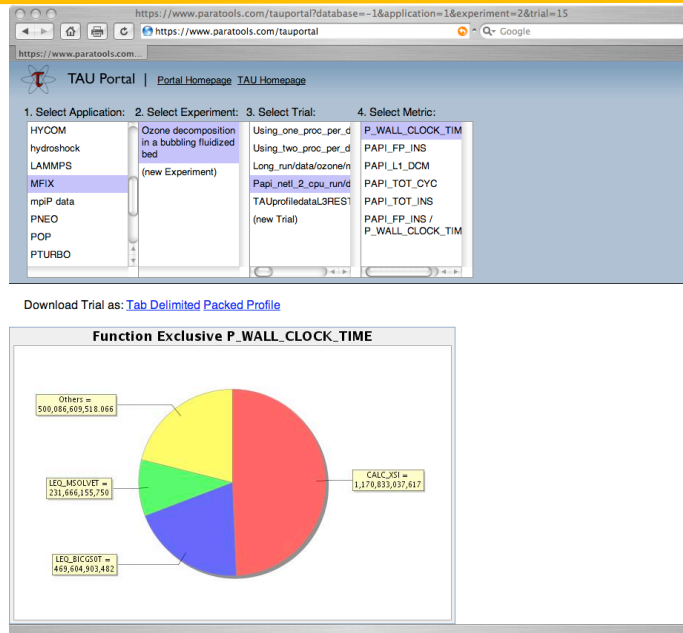 https://www.paratools.com/tauportal?database=-1&application=1&experiment=2&trial=15
https://www.paratools.com/tauportal
Q- Google
https://www.paratools.com...
TAU Portal | Portal Homepage TAU Homepage
1. Select Application: 2. Select Experiment: 3. Select Trial: 4. Select Metric:
HYCOM
hydroshock
LAMMPS
MFIX
mpiP data
PNEO
POP
PTURBO
Ozone decomposition
in a bubbling fluidized
bed
(new Experiment)
Using_one_proc_per_d
Using_two_proc_per_d
Long_run/data/ozone/n
Papi_netl_2_cpu_run/d
TAUprofiledataL3REST
(new Trial)
P_WALL_CLOCK_TIM
PAPI_FP_INS
PAPI_L1_DCM
PAPI_TOT_CYC
PAPI_TOT_INS
PAPI_FP_INS /
P_WALL_CLOCK_TIM
Download Trial as: Tab Delimited Packed Profile
Function Exclusive P_WALL_CLOCK_TIME
Others =
500,086,609,518.066
CALC_XSI =
1,170,833,037,617
LEQ_MSOLVET =
231,666,155,750
LEQ_BICGS0T =
469,604,903,482